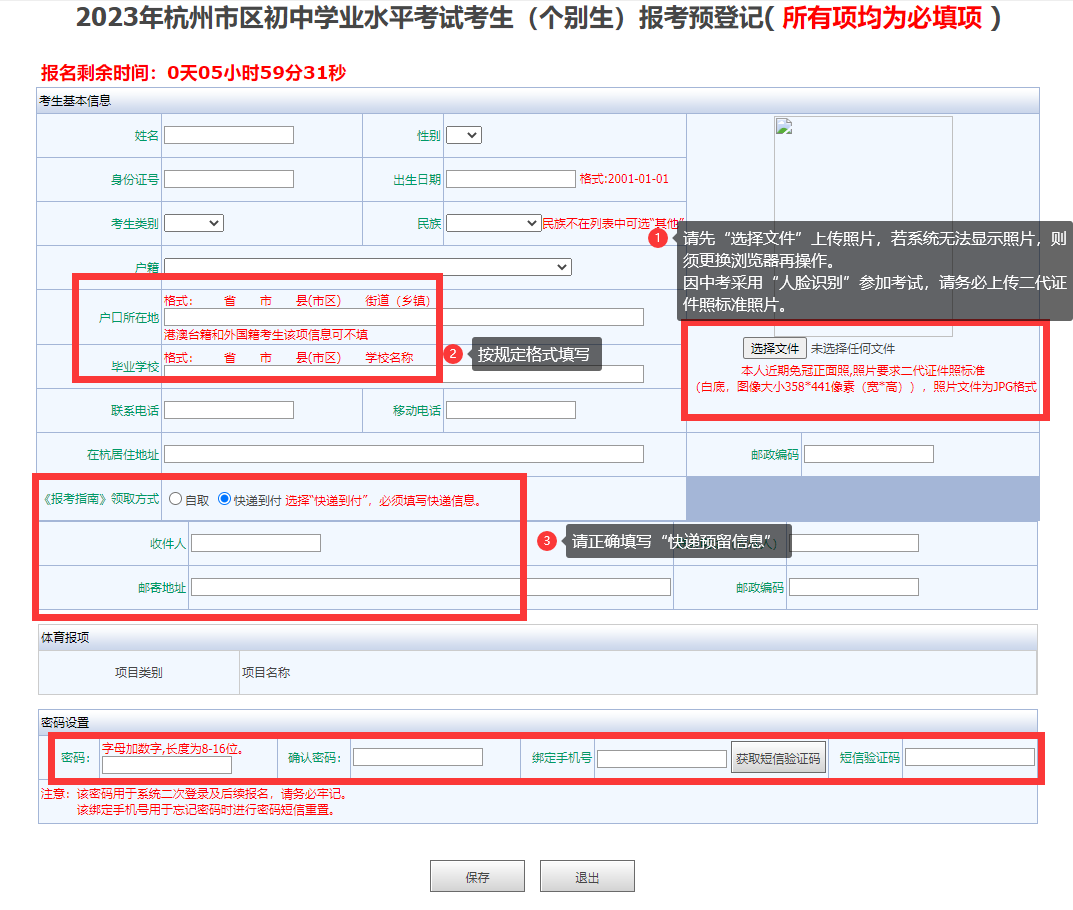 2023年杭州市区初中学业水平考试考生（个别生）报考预登记( 所有项均为必填项 )
报名剩余时间：0天05小时59分31秒
考生基本信息
姓名 性别
身份证号 出生日期 格式:2001-01-01
考生类别 民族 民族不在列表中可选“其他”
1 请先“选择文件”上传照片，若系统无法显示照片，则
须更换浏览器再操作。
因中考采用“人脸识别”参加考试，请务必上传二代证
件照标准照片。
户籍
格式： 省 市 县(市区) 街道（乡镇）
户口所在地
港澳台籍和外国籍考生该项信息可不填
选择文件 未选择任何文件
本人近期免冠正面照,照片要求二代证件照标准
（白底，图像大小358*441像素（宽*高）），照片文件为JPG格式
格式： 省 市 县(市区) 学校名称
毕业学校
2 按规定格式填写
联系电话 移动电话
在杭居住地址 邮政编码
《报考指南》领取方式 自取 快递到付 选择“快递到付”，必须填写快递信息。
收件人
3 请正确填写“快递预留信息”
邮寄地址 邮政编码
体育报项
项目类别 项目名称
密码设置
密码： 字母加数字,长度为8-16位。 确认密码： 绑定手机号 获取短信验证码 短信验证码
注意：该密码用于系统二次登录及后续报名，请务必牢记。
该绑定手机号用于忘记密码时进行密码短信重置。
保存 退出